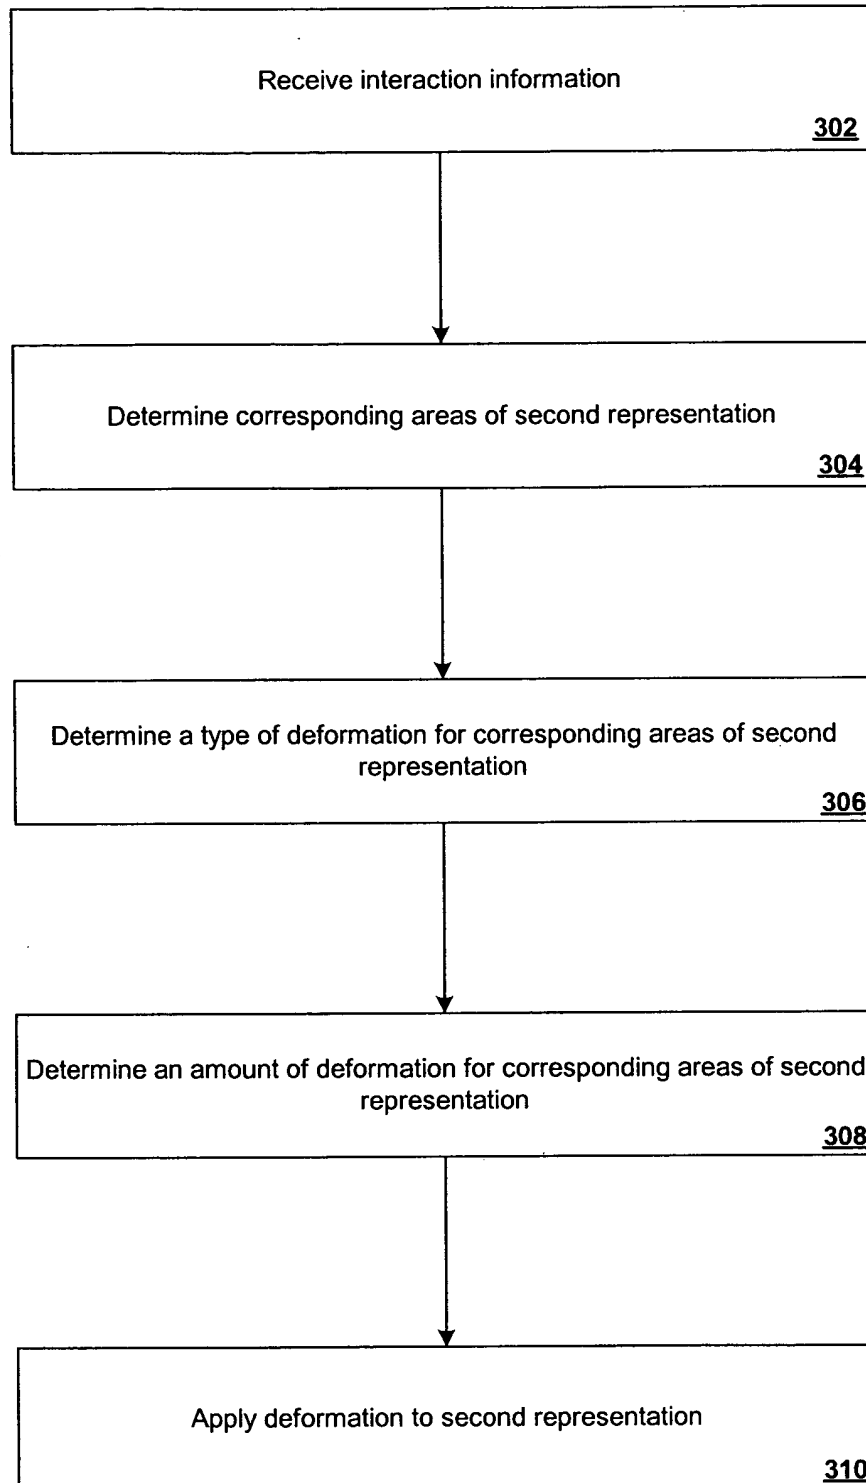 Receive interaction information
302
Determine corresponding areas of second representation
304
Determine a type of deformation for corresponding areas of second
representation
306
Determine an amount of deformation for corresponding areas of second
representation
308
Apply deformation to second representation
310